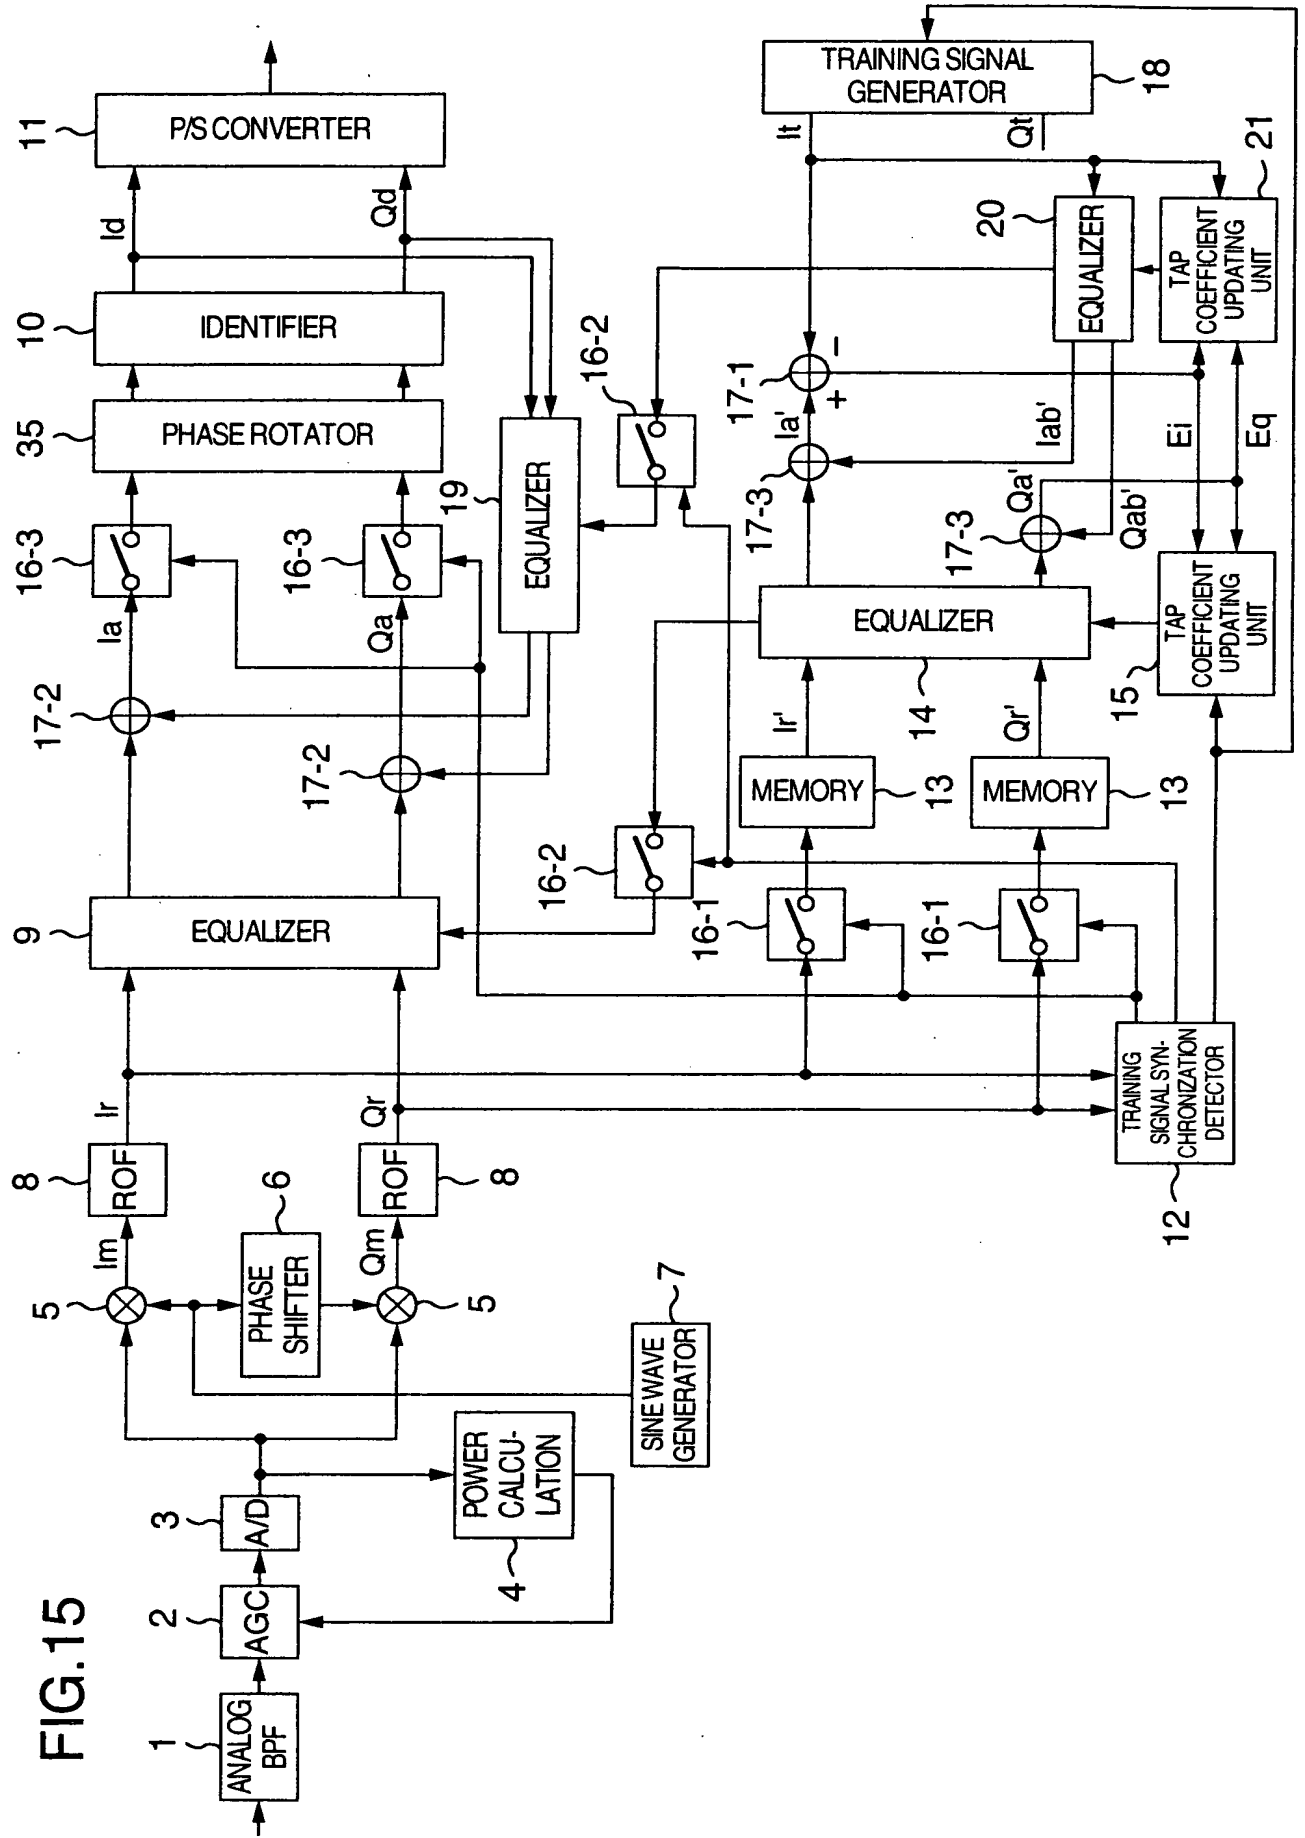 FIG.15
1
ANALOG
BPF
2
AGC
3
A/D
4
POWER
CALCU-
LATION
5
5
6
PHASE
SHIFTER
7
SINE WAVE
GENERATOR
Im
Qm
8
ROF
ROF
8
Ir
Qr
9
EQUALIZER
17-2
17-2
Ia
Qa
16-3
16-3
35
PHASE ROTATOR
10
IDENTIFIER
Id
Qd
11
P/S CONVERTER
19
EQUALIZER
16-2
16-2
16-1
16-1
12
TRAINING
SIGNAL SYN-
CHRONIZATION
DETECTOR
MEMORY
13
MEMORY
13
Ir'
Qr'
14
EQUALIZER
15
TAP
COEFFICIENT
UPDATING
UNIT
17-3
17-3
Ia'
Qa'
Iab'
Qab'
17-1
+
−
Ei
Eq
20
EQUALIZER
21
TAP
COEFFICIENT
UPDATING
UNIT
It
Qt
TRAINING SIGNAL
GENERATOR
18